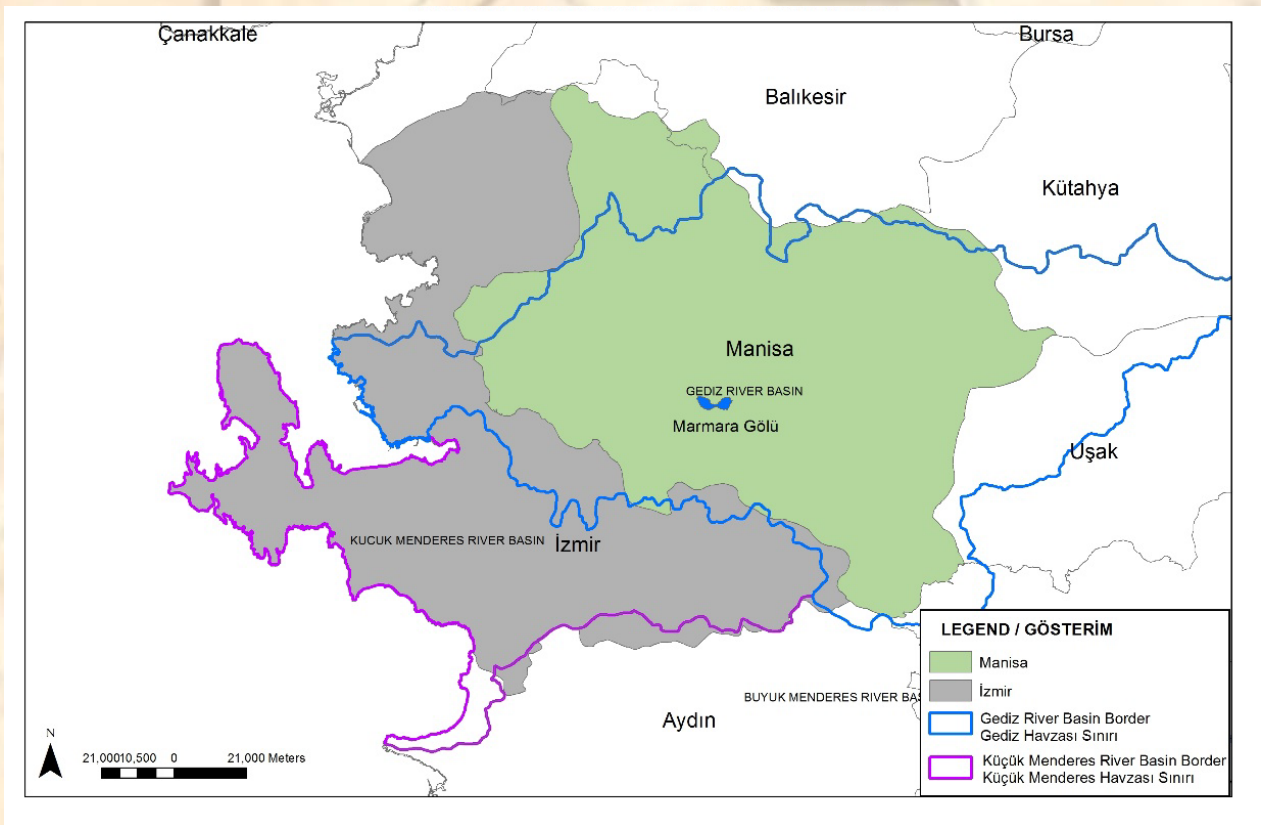 Çanakkale
Bursa
Balıkesir
Kütahya
Manisa
GEDIZ RIVER BASIN
Marmara Gölü
Uşak
KUCUK MENDERES RIVER BASIN
İzmir
BUYUK MENDERES RIVER BAS
Aydın
N
21,00010,500 0 21,000 Meters
LEGEND / GÖSTERİM
Manisa
İzmir
Gediz River Basin Border
Gediz Havzası Sınırı
Küçük Menderes River Basin Border
Küçük Menderes Havzası Sınırı